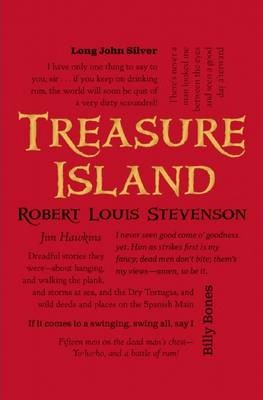 Long John Silver
I have only one thing to say to
you, sir . . . if you keep on drinking
rum, the world will soon be quit of
a very dirty scoundrel!
There's never a
man looked me
between the eyes
and seen a good
day a'terward
TREASURE
ISLAND
ROBERT LOUIS STEVENSON
Jim Hawkins
Dreadful stories they
were—about hanging,
and walking the plank,
and storms at sea, and the Dry Tortugas, and
wild deeds and places on the Spanish Main
I never seen good come o' goodness
yet. Him as strikes first is my
fancy; dead men don't bite; them's
my views—amen, so be it.
Billy Bones
If it comes to a swinging, swing all, say I
Fifteen men on the dead man's chest—
Yo-ho-ho, and a bottle of rum!